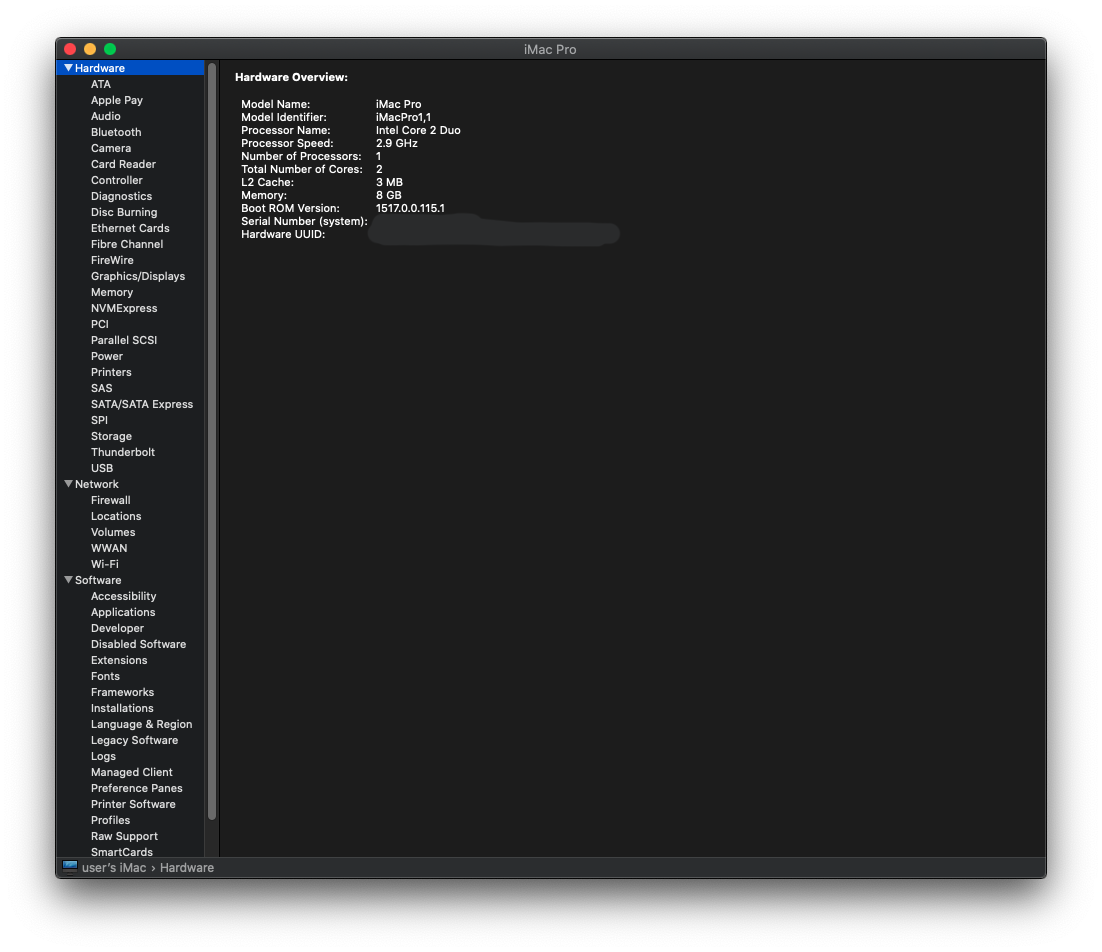 iMac Pro
Hardware
ATA
Apple Pay
Audio
Bluetooth
Camera
Card Reader
Controller
Diagnostics
Disc Burning
Ethernet Cards
Fibre Channel
FireWire
Graphics/Displays
Memory
NVMExpress
PCI
Parallel SCSI
Power
Printers
SAS
SATA/SATA Express
SPI
Storage
Thunderbolt
USB
Network
Firewall
Locations
Volumes
WWAN
Wi-Fi
Software
Accessibility
Applications
Developer
Disabled Software
Extensions
Fonts
Frameworks
Installations
Language & Region
Legacy Software
Logs
Managed Client
Preference Panes
Printer Software
Profiles
Raw Support
SmartCards
Hardware Overview:
Model Name: iMac Pro
Model Identifier: iMacPro1,1
Processor Name: Intel Core 2 Duo
Processor Speed: 2.9 GHz
Number of Processors: 1
Total Number of Cores: 2
L2 Cache: 3 MB
Memory: 8 GB
Boot ROM Version: 1517.0.0.115.1
Serial Number (system):
Hardware UUID:
user's iMac › Hardware